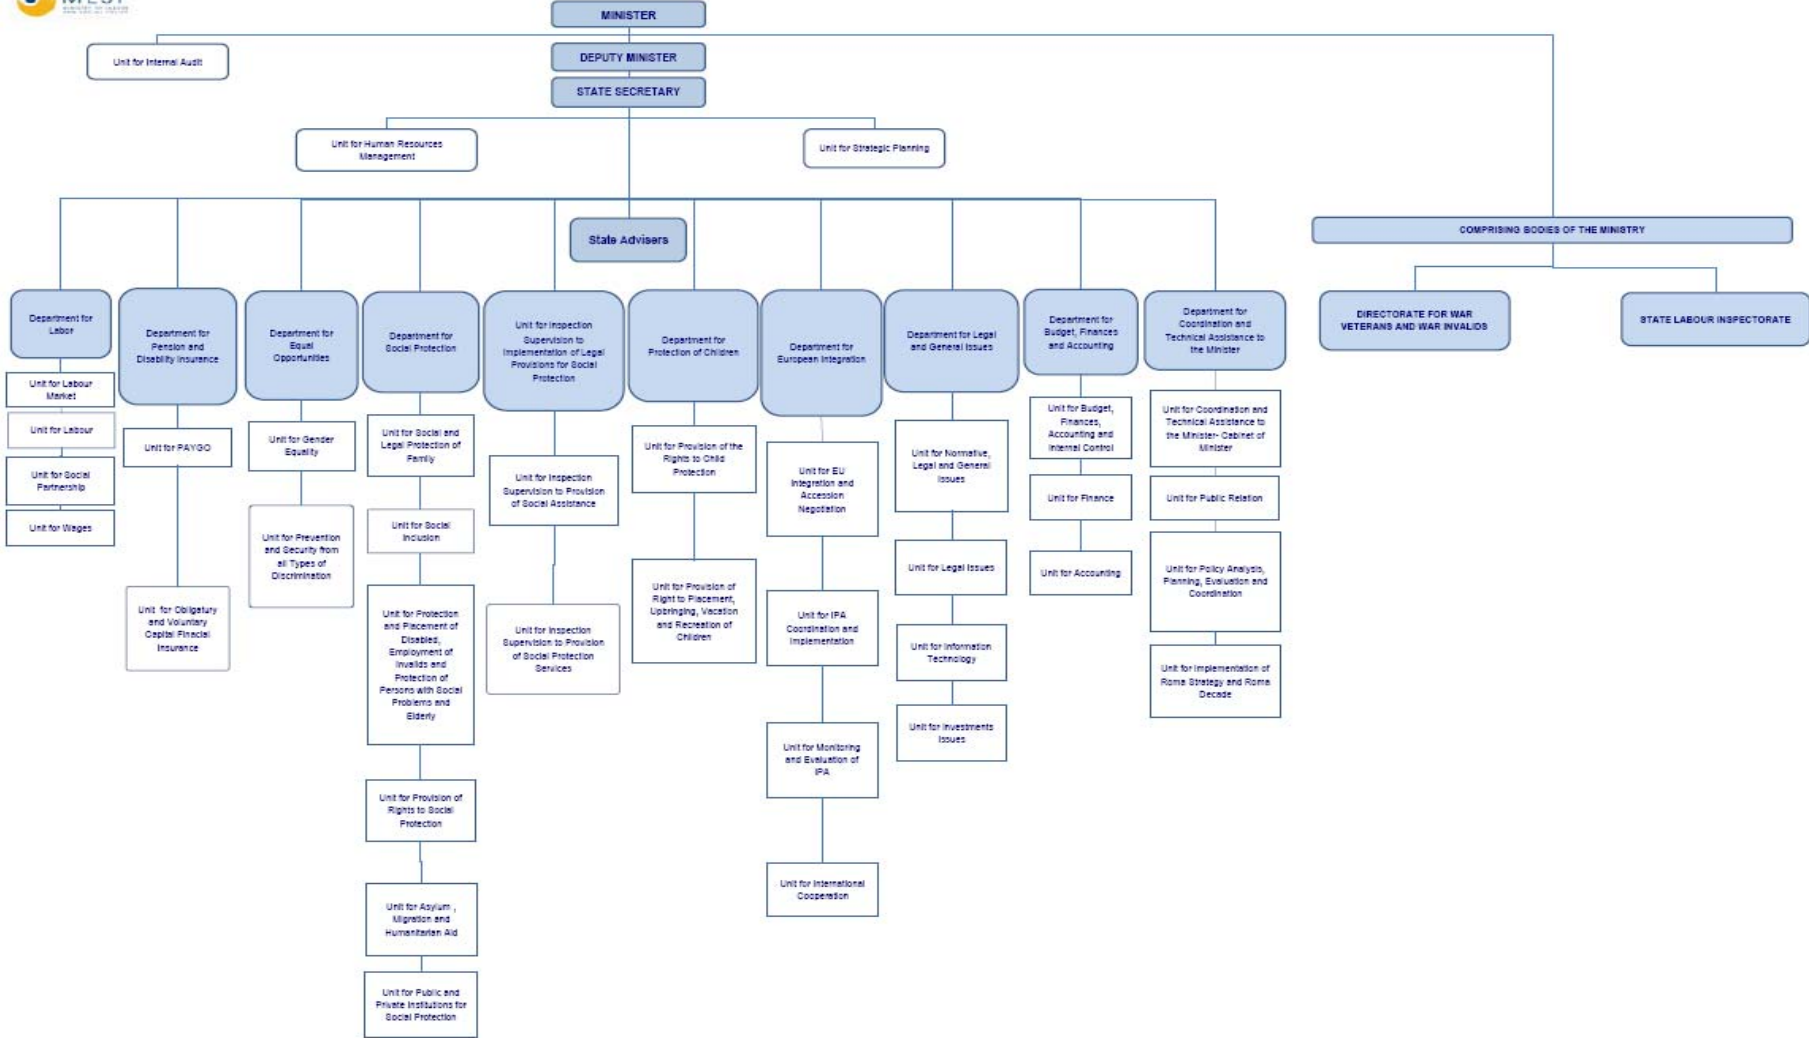 MINISTRY OF LABOUR
AND SOCIAL POLICY
MINISTER
Unit for Internal Audit
DEPUTY MINISTER
STATE SECRETARY
Unit for Human Resources
Management
Unit for Strategic Planning
State Advisers
COMPRISING BODIES OF THE MINISTRY
DIRECTORATE FOR WAR
VETERANS AND WAR INVALIDS
STATE LABOUR INSPECTORATE
Department for
Labor
Unit for Labour
Market
Unit for Labour
Unit for Social
Partnership
Unit for Wages
Department for
Pension and
Disability Insurance
Unit for PAYGO
Unit for Obligatory
and Voluntary
Capital Finacial
Insurance
Department for
Equal
Opportunities
Unit for Gender
Equality
Unit for Prevention
and Security from
all Types of
Discrimination
Department for
Social Protection
Unit for Social and
Legal Protection of
Family
Unit for Social
Inclusion
Unit for Protection
and Placement of
Disabled,
Employment of
Invalids and
Protection of
Persons with Social
Problems and
Elderly
Unit for Provision of
Rights to Social
Protection
Unit for Asylum ,
Migration and
Humanitarian Aid
Unit for Public and
Private Institutions for
Social Protection
Unit for Inspection
Supervision to
Implementation of Legal
Provisions for Social
Protection
Unit for Inspection
Supervision to Provision
of Social Assistance
Unit for Inspection
Supervision to Provision
of Social Protection
Services
Department for
Protection of Children
Unit for Provision of the
Rights to Child
Protection
Unit for Provision of
Right to Placement,
Upbringing, Vacation
and Recreation of
Children
Department for
European Integration
Unit for EU
Integration and
Accession
Negotiation
Unit for IPA
Coordination and
Implementation
Unit for Monitoring
and Evaluation of
IPA
Unit for International
Cooperation
Department for Legal
and General Issues
Unit for Normative,
Legal and General
Issues
Unit for Legal Issues
Unit for Information
Technology
Unit for Investments
Issues
Department for
Budget, Finances
and Accounting
Unit for Budget,
Finances,
Accounting and
Internal Control
Unit for Finance
Unit for Accounting
Department for
Coordination and
Technical Assistance to
the Minister
Unit for Coordination and
Technical Assistance to
the Minister- Cabinet of
Minister
Unit for Public Relation
Unit for Policy Analysis,
Planning, Evaluation and
Coordination
Unit for Implementation of
Roma Strategy and Roma
Decade